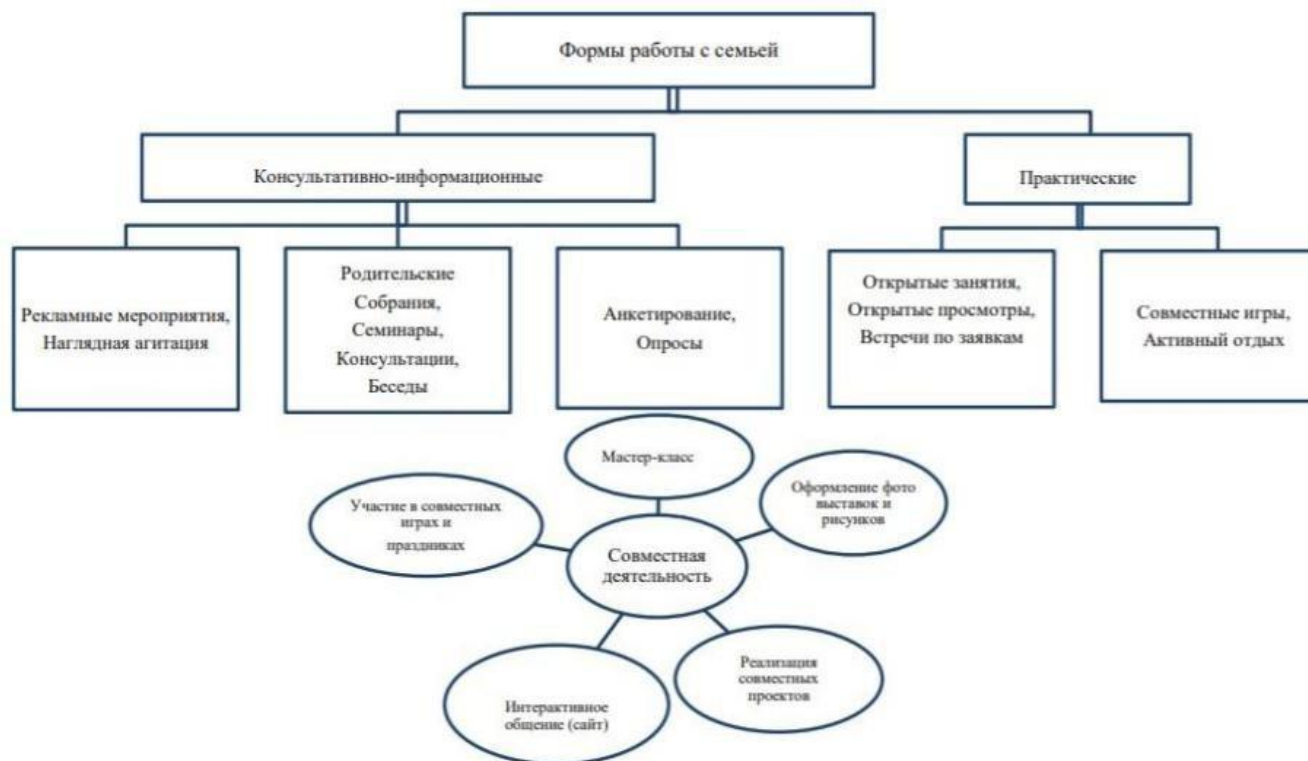 Формы работы с семьей
Консультативно-информационные
Практические
Рекламные мероприятия,
Наглядная агитация
Родительские
Собрания,
Семинары,
Консультации,
Беседы
Анкетирование,
Опросы
Открытые занятия,
Открытые просмотры,
Встречи по заявкам
Совместные игры,
Активный отдых
Мастер-класс
Участие в совместных
играх и
праздниках
Оформление фото
выставок и
рисунков
Совместная
деятельность
Интерактивное
общение (сайт)
Реализация
совместных
проектов